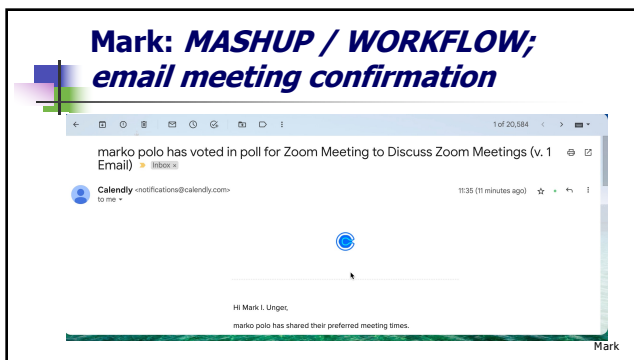 Mark: MASHUP / WORKFLOW;
email meeting confirmation
1 of 20,584
marko polo has voted in poll for Zoom Meeting to Discuss Zoom Meetings (v. 1
Email) Inbox x
Calendly <notifications@calendly.com> 11:35 (11 minutes ago)
to me
Hi Mark I. Unger,
marko polo has shared their preferred meeting times.
Mark